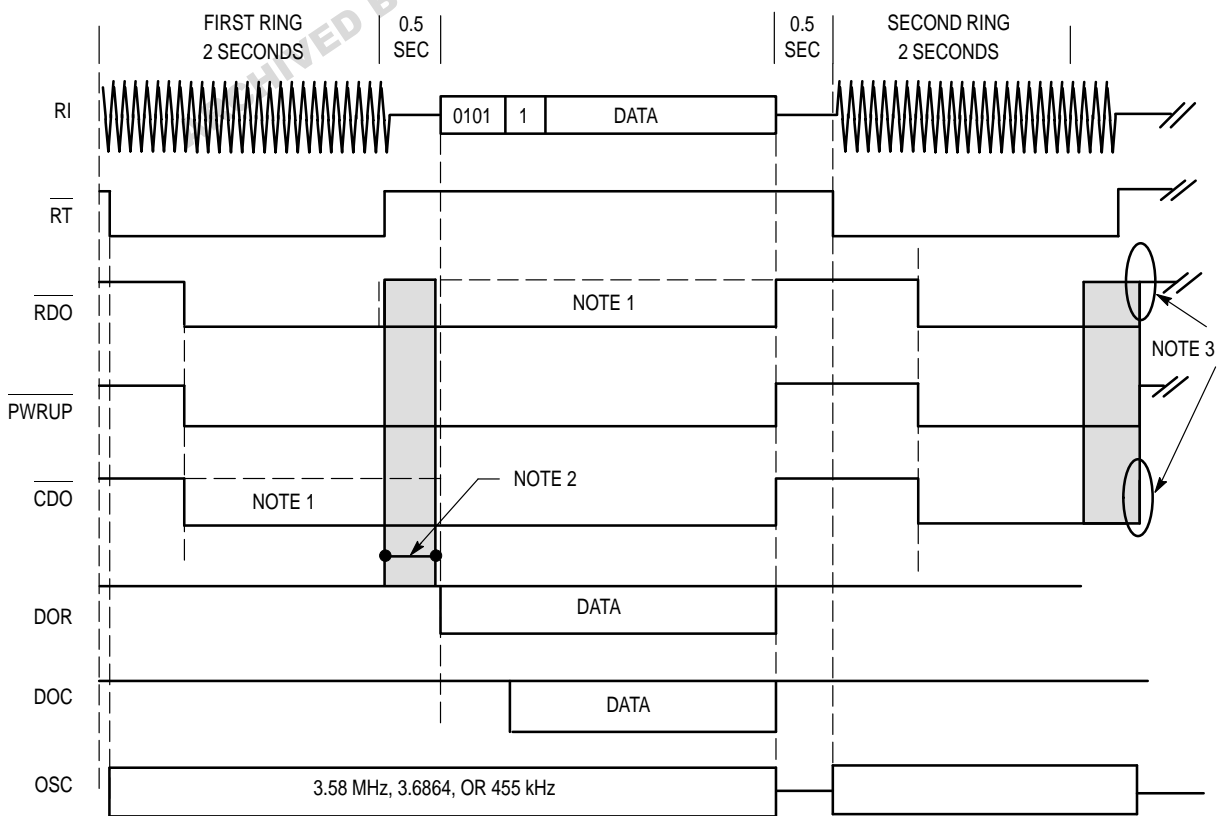 ARCHIVED B
FIRST RING
2 SECONDS
0.5
SEC
0.5
SEC
SECOND RING
2 SECONDS
RI
0101
1
DATA
RT
RDO
NOTE 1
NOTE 3
PWRUP
CDO
NOTE 1
NOTE 2
DOR
DATA
DOC
DATA
OSC
3.58 MHz, 3.6864, OR 455 kHz